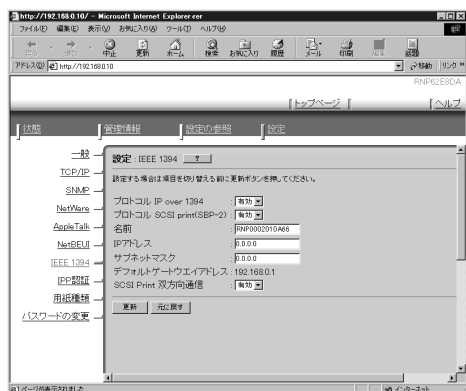 http://192.168.0.10/ - Microsoft Internet Explorer
ファイル(F) 編集(E) 表示(V) お気に入り(A) ツール(T) ヘルプ(H)
戻る 中止 更新 ホーム 検索 お気に入り 履歴 メール 印刷 編集 話題
アドレス(D) http://192.168.0.10 移動 リンク »
RNP62E8DA
トップページ ヘルプ
状態 管理情報 設定の参照 設定
一般
TCP/IP
SNMP
NetWare
AppleTalk
NetBEUI
IEEE 1394
IPP認証
用紙種類
パスワードの変更
設定 : IEEE 1394 ?
設定する場合は項目を切り替える前に更新ボタンを押してください。
プロトコル IP over 1394 : 有効
プロトコル SCSI print(SBP-2) : 有効
名前 : RNP0002010A66
IPアドレス : 0.0.0.0
サブネットマスク : 0.0.0.0
デフォルトゲートウエイアドレス : 192.168.0.1
SCSI Print 双方向通信 : 有効
更新 元に戻す
ページが表示されました インターネット